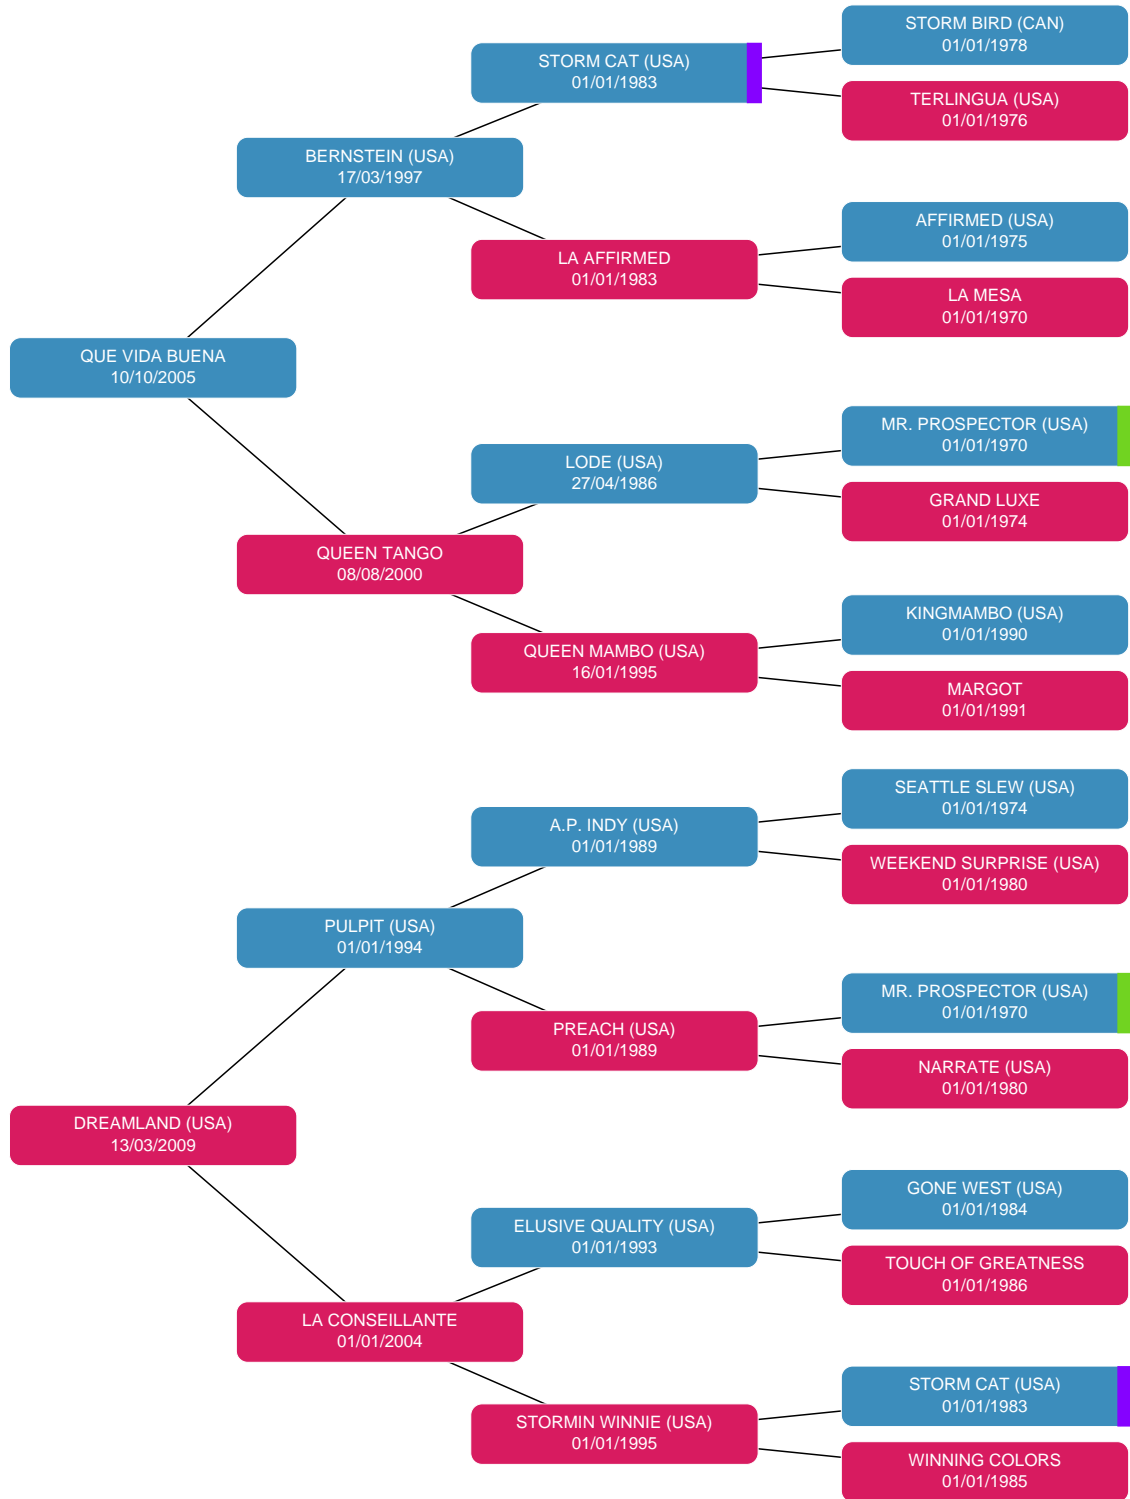 STORM BIRD (CAN)
01/01/1978
STORM CAT (USA)
01/01/1983
TERLINGUA (USA)
01/01/1976
BERNSTEIN (USA)
17/03/1997
AFFIRMED (USA)
01/01/1975
LA AFFIRMED
01/01/1983
LA MESA
01/01/1970
QUE VIDA BUENA
10/10/2005
MR. PROSPECTOR (USA)
01/01/1970
LODE (USA)
27/04/1986
GRAND LUXE
01/01/1974
QUEEN TANGO
08/08/2000
KINGMAMBO (USA)
01/01/1990
QUEEN MAMBO (USA)
16/01/1995
MARGOT
01/01/1991
SEATTLE SLEW (USA)
01/01/1974
A.P. INDY (USA)
01/01/1989
WEEKEND SURPRISE (USA)
01/01/1980
PULPIT (USA)
01/01/1994
MR. PROSPECTOR (USA)
01/01/1970
PREACH (USA)
01/01/1989
NARRATE (USA)
01/01/1980
DREAMLAND (USA)
13/03/2009
GONE WEST (USA)
01/01/1984
ELUSIVE QUALITY (USA)
01/01/1993
TOUCH OF GREATNESS
01/01/1986
LA CONSEILLANTE
01/01/2004
STORM CAT (USA)
01/01/1983
STORMIN WINNIE (USA)
01/01/1995
WINNING COLORS
01/01/1985